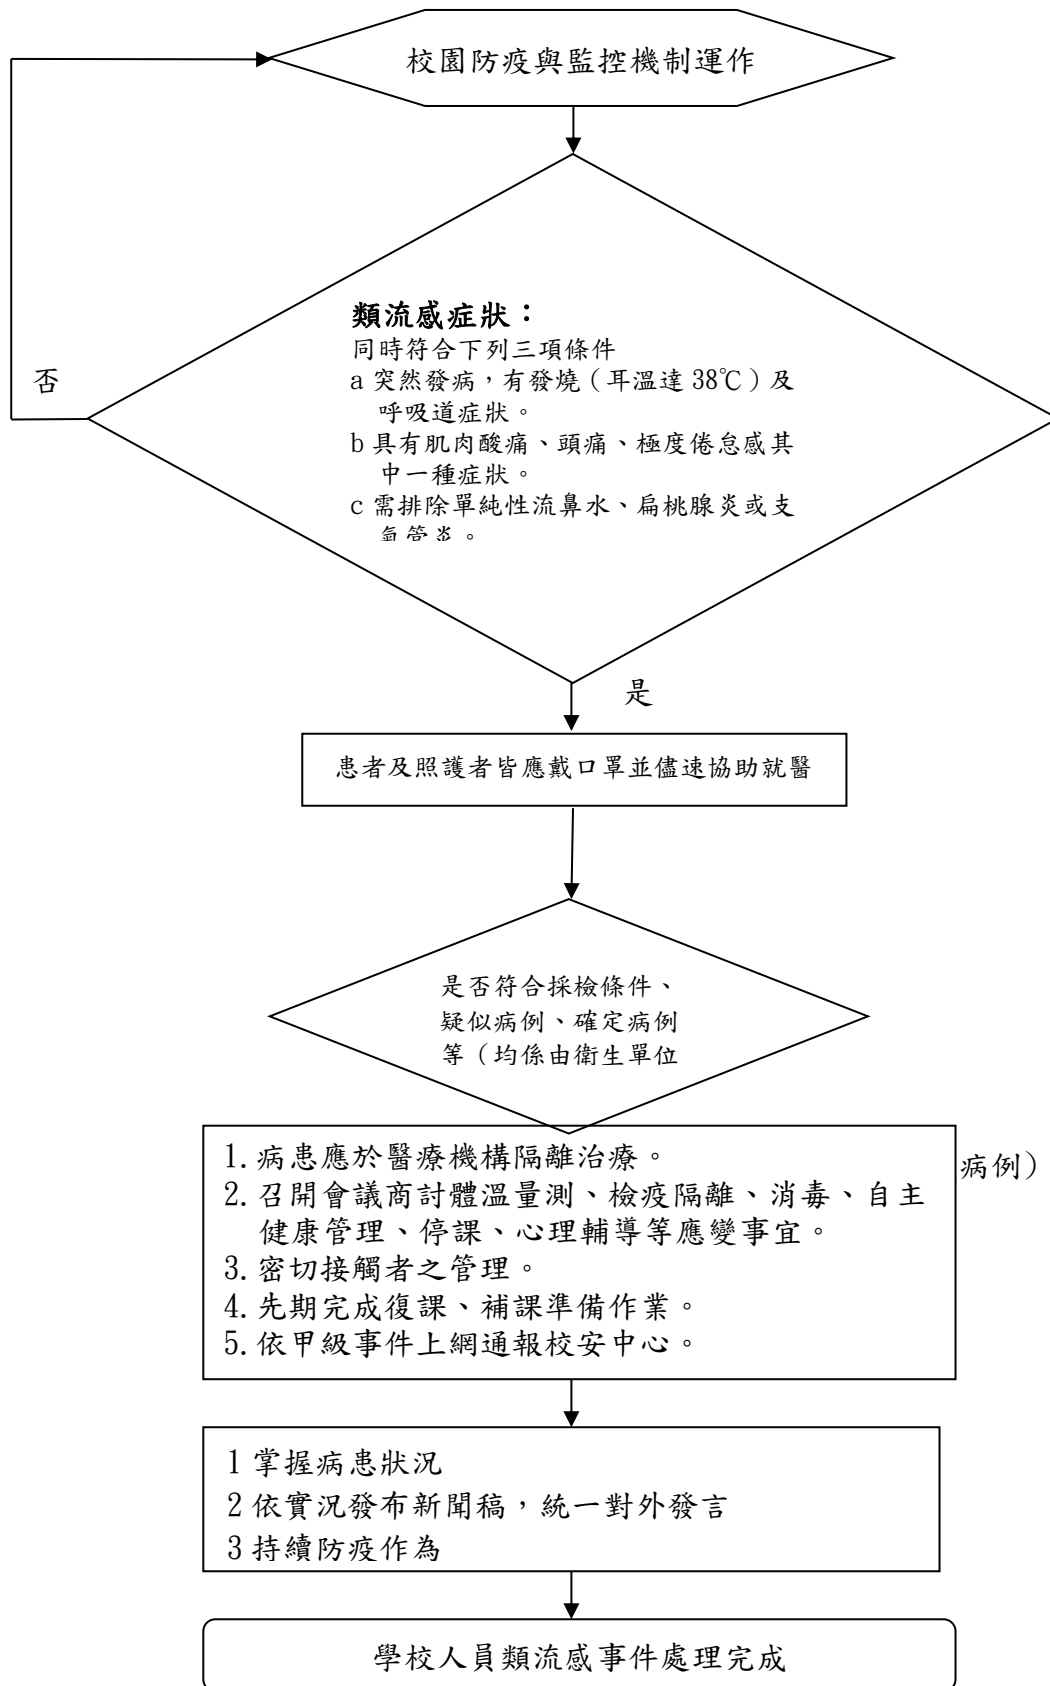 校園防疫與監控機制運作
類流感症狀：
同時符合下列三項條件
a 突然發病，有發燒（耳溫達 38℃）及
呼吸道症狀。
b 具有肌肉酸痛、頭痛、極度倦怠感其
中一種症狀。
c 需排除單純性流鼻水、扁桃腺炎或支
氣管炎。
否
是
患者及照護者皆應戴口罩並儘速協助就醫
是否符合採檢條件、
疑似病例、確定病例
等（均係由衛生單位
病例）
1. 病患應於醫療機構隔離治療。
2. 召開會議商討體溫量測、檢疫隔離、消毒、自主
健康管理、停課、心理輔導等應變事宜。
3. 密切接觸者之管理。
4. 先期完成復課、補課準備作業。
5. 依甲級事件上網通報校安中心。
1 掌握病患狀況
2 依實況發布新聞稿，統一對外發言
3 持續防疫作為
學校人員類流感事件處理完成